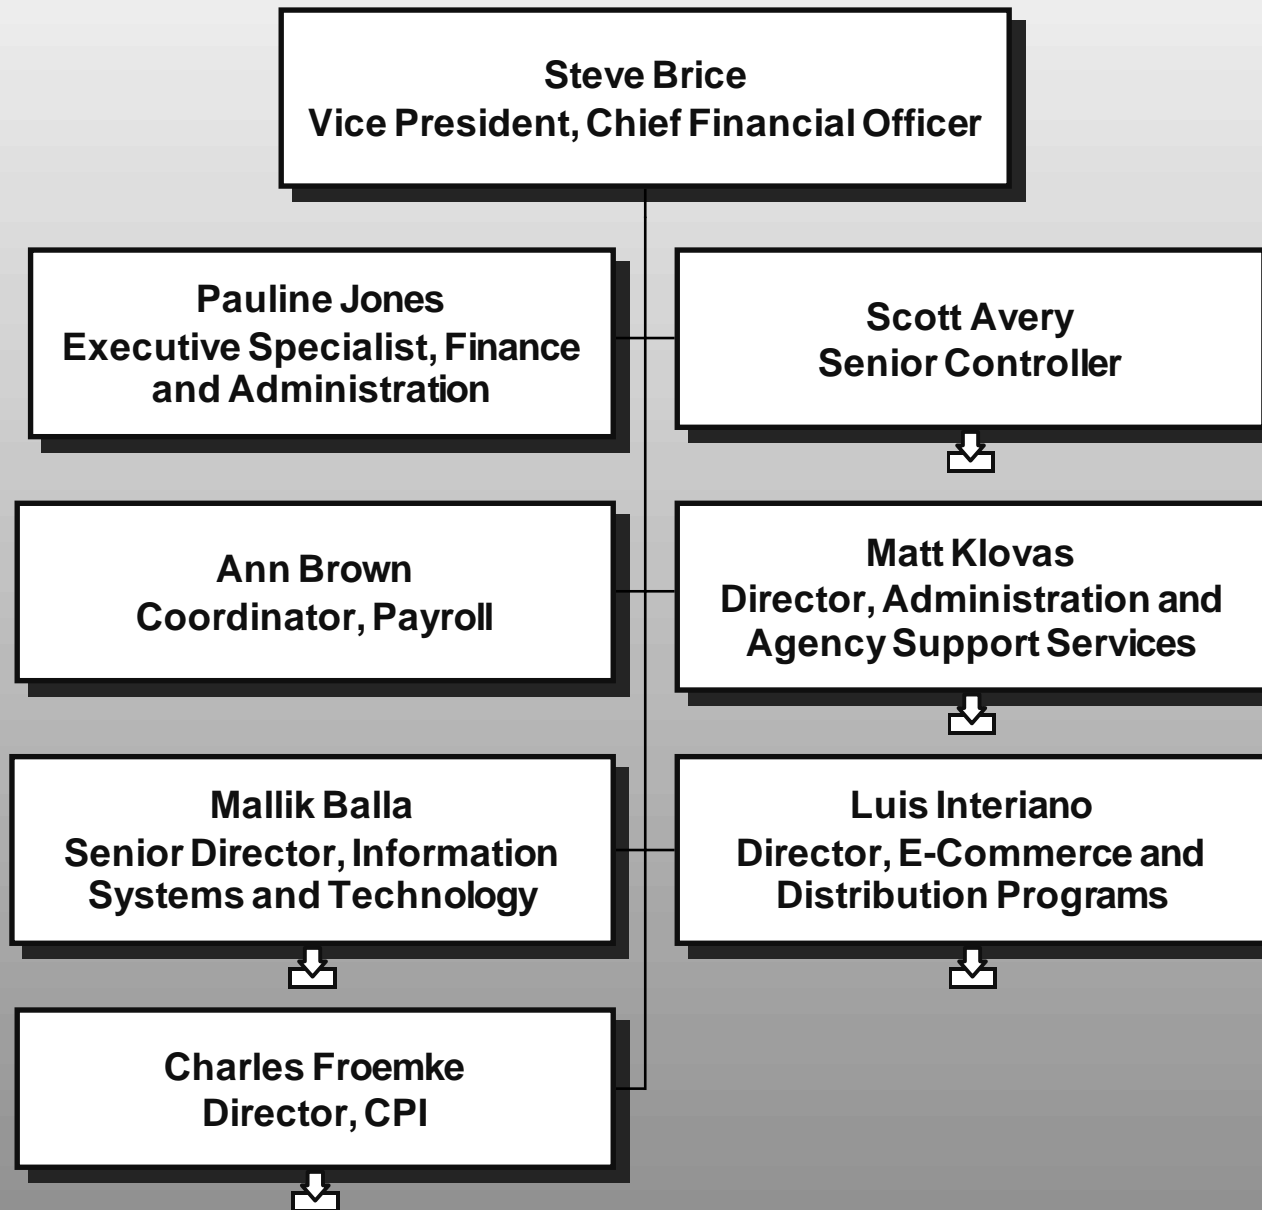 Steve Brice
Vice President, Chief Financial Officer
Pauline Jones
Executive Specialist, Finance
and Administration
Scott Avery
Senior Controller
Ann Brown
Coordinator, Payroll
Matt Klovas
Director, Administration and
Agency Support Services
Mallik Balla
Senior Director, Information
Systems and Technology
Luis Interiano
Director, E-Commerce and
Distribution Programs
Charles Froemke
Director, CPI